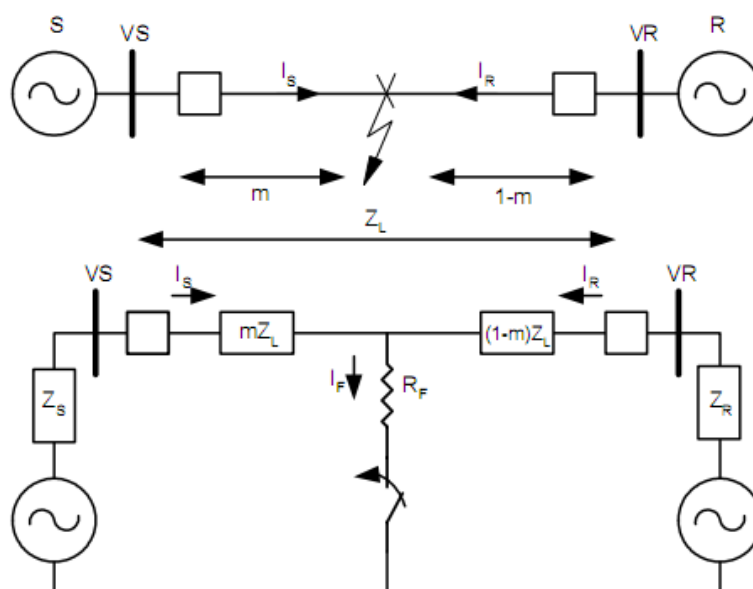 S VS VR R
I_S I_R
m 1-m
Z_L
VS I_S I_R VR
mZ_L (1-m)Z_L
I_F R_F
Z_S Z_R